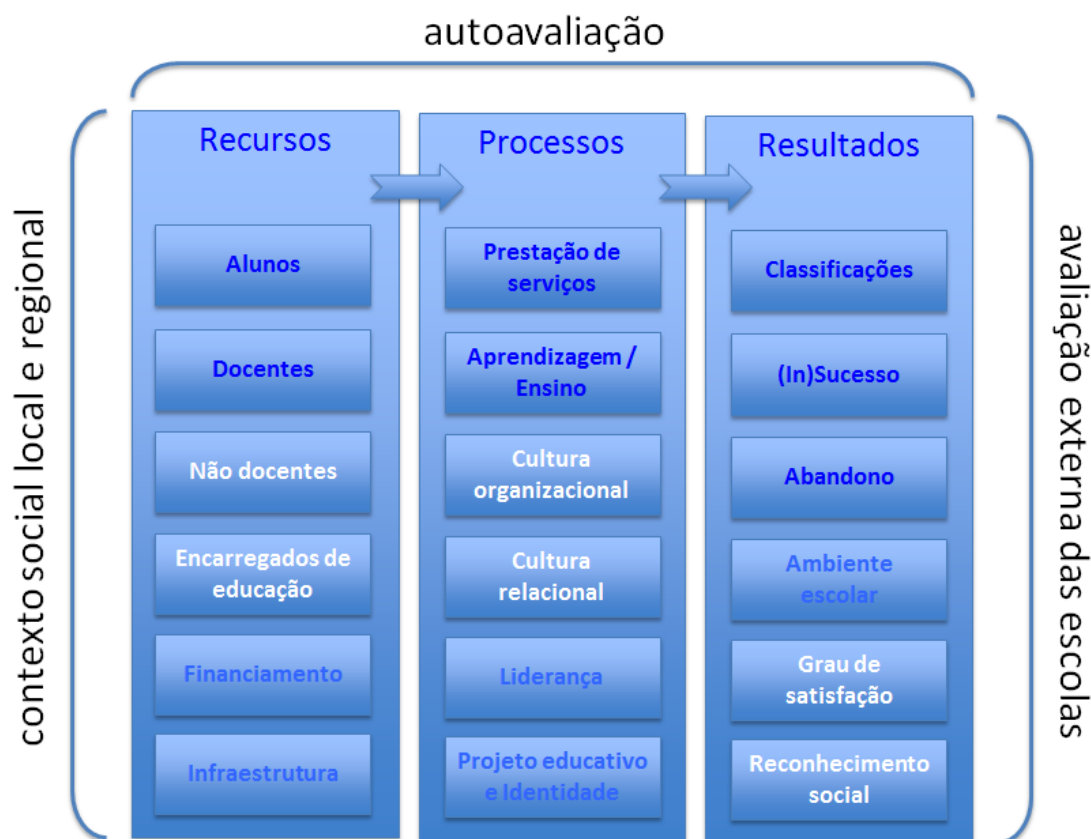 autoavaliação
contexto social local e regional
Recursos
Alunos
Docentes
Não docentes
Encarregados de
educação
Financiamento
Infraestrutura
Processos
Prestação de
serviços
Aprendizagem /
Ensino
Cultura
organizacional
Cultura
relacional
Liderança
Projeto educativo
e Identidade
Resultados
Classificações
(In)Sucesso
Abandono
Ambiente
escolar
Grau de
satisfação
Reconhecimento
social
avaliação externa das escolas